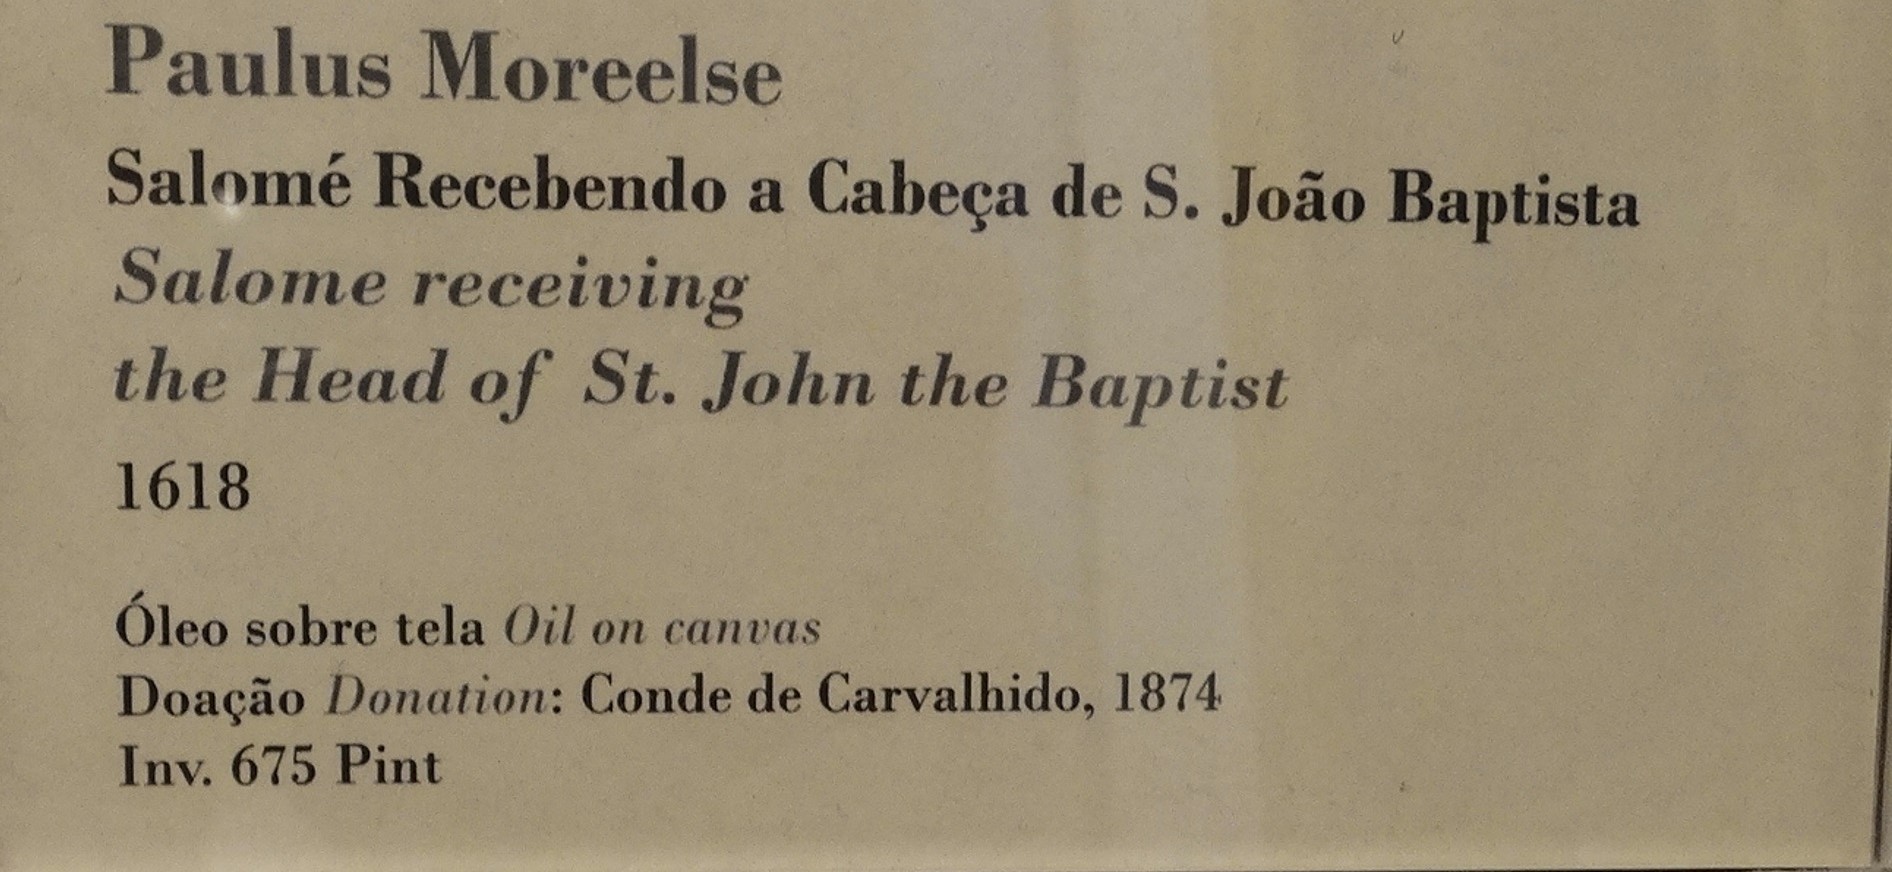 Paulus Moreelse
Salomé Recebendo a Cabeça de S. João Baptista
Salome receiving
the Head of St. John the Baptist
1618
Óleo sobre tela Oil on canvas
Doação Donation: Conde de Carvalhido, 1874
Inv. 675 Pint